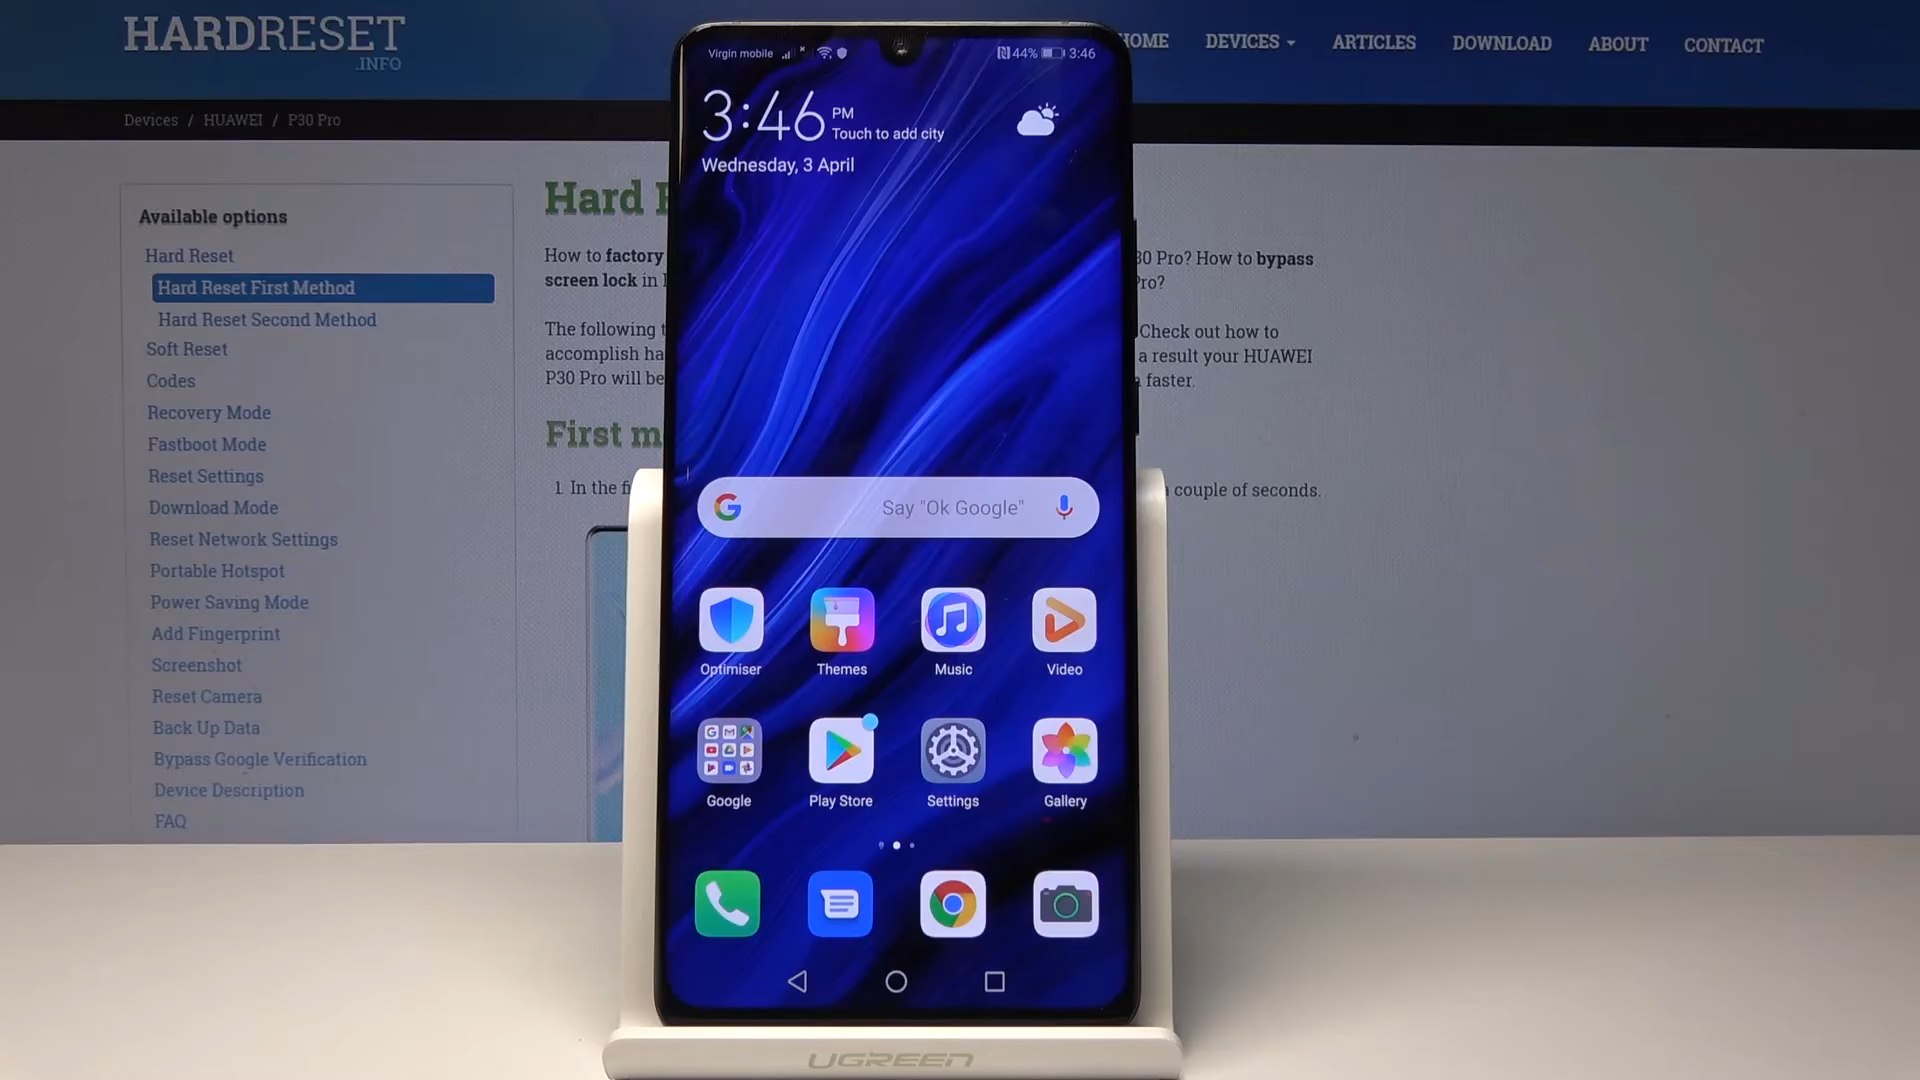 HARDRESET
.INFO
HOME DEVICES ARTICLES DOWNLOAD ABOUT CONTACT
Devices / HUAWEI / P30 Pro
Available options
Hard Reset
Hard Reset First Method
Hard Reset Second Method
Soft Reset
Codes
Recovery Mode
Fastboot Mode
Reset Settings
Download Mode
Reset Network Settings
Portable Hotspot
Power Saving Mode
Add Fingerprint
Screenshot
Reset Camera
Back Up Data
Bypass Google Verification
Device Description
FAQ
Hard
How to factory
30 Pro? How to bypass
screen lock in
Pro?
The following
Check out how to
accomplish ha
a result your HUAWEI
P30 Pro will be
faster.
First m
1. In the fi
couple of seconds.
Virgin mobile 44% 3:46
3:46 PM
Touch to add city
Wednesday, 3 April
Say "Ok Google"
Optimiser Themes Music Video
Google Play Store Settings Gallery
UGREEN